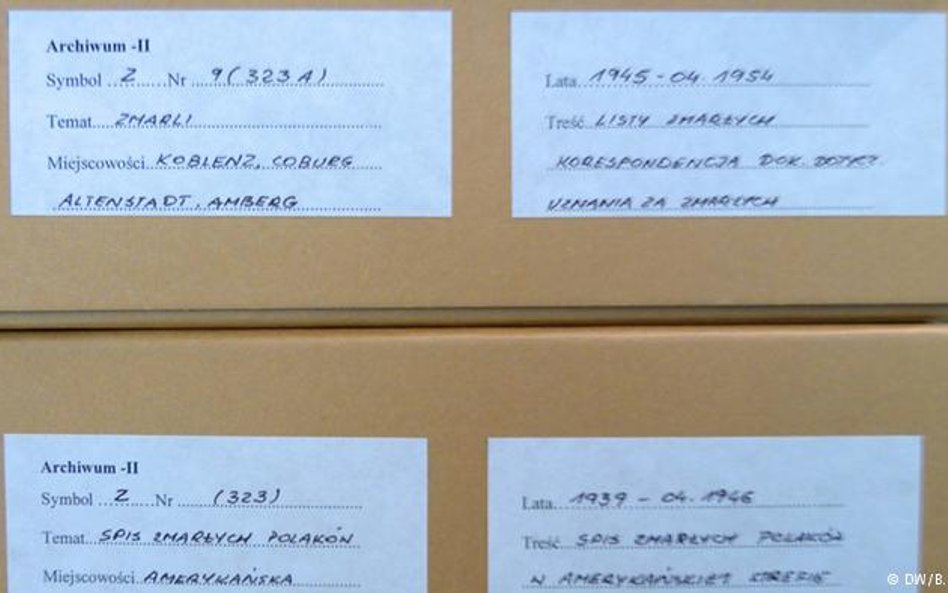 Archiwum -II
Symbol ...Z......Nr ...9(323A)
Temat....ZMARLI
Miejscowości..KOBLENZ, COBURG
ALTENSTADT, AMBERG
Lata..1945-04.1954
Treść..LISTY ZMARŁYCH
KORESPONDENCJA DOK. DOTYCZ.
UZNANIA ZA ZMARŁYCH
Archiwum -II
Symbol ...Z......Nr ......(323)
Temat..SPIS ZMARŁYCH POLAKÓW
Miejscowości..AMERYKAŃSKA
Lata...1939-04.1946
Treść..SPIS ZMARŁYCH POLAKÓW
W AMERYKAŃSKIEJ STREFIE
© DW/B.